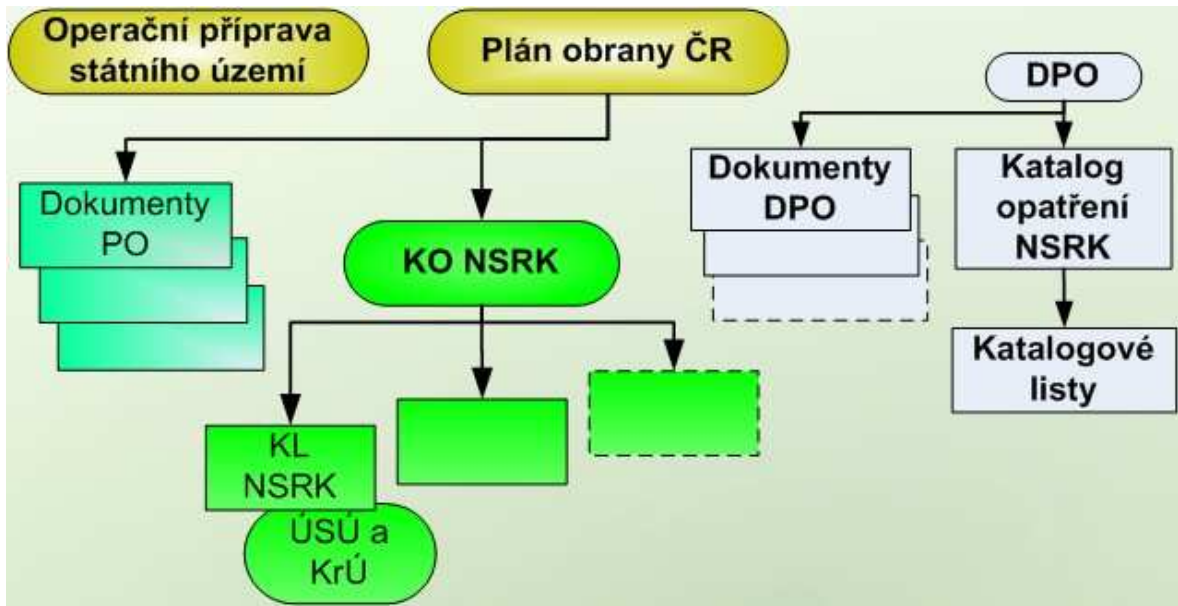 Operační příprava
státního území
Plán obrany ČR
DPO
Dokumenty
PO
KO NSRK
Dokumenty
DPO
Katalog
opatření
NSRK
Katalogové
listy
KL
NSRK
ÚSÚ a
KrÚ